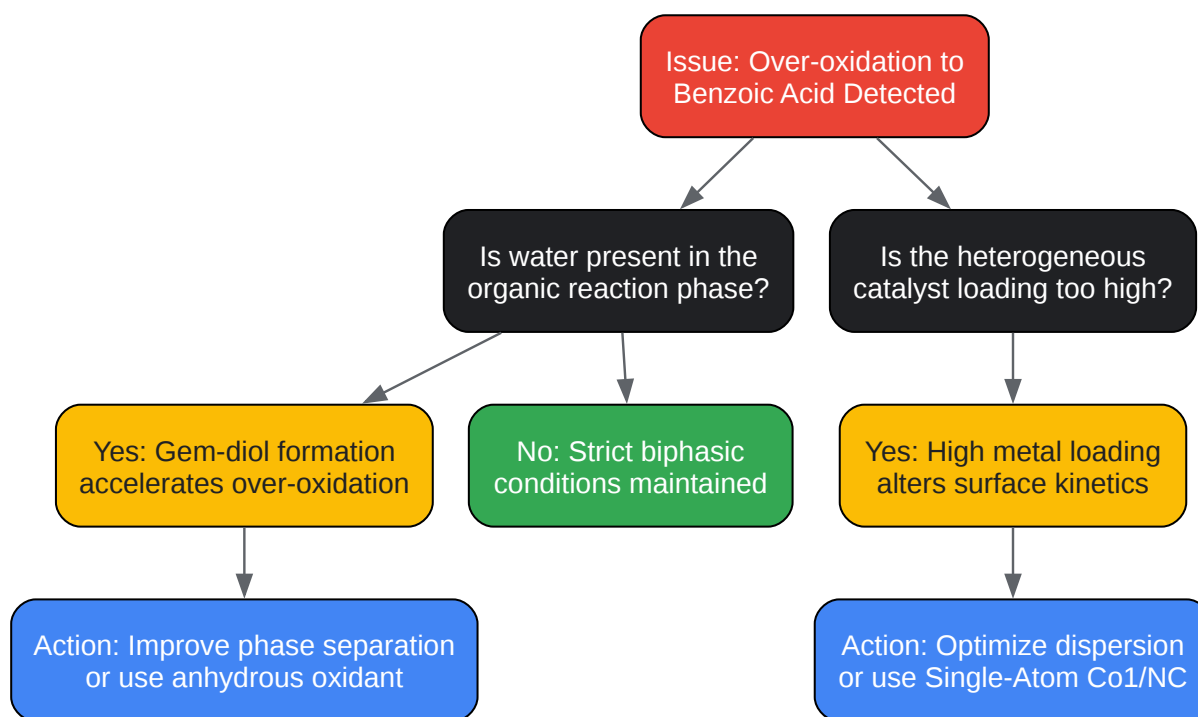 Issue: Over-oxidation to
Benzoic Acid Detected
Is water present in the
organic reaction phase?
Is the heterogeneous
catalyst loading too high?
Yes: Gem-diol formation
accelerates over-oxidation
No: Strict biphasic
conditions maintained
Yes: High metal loading
alters surface kinetics
Action: Improve phase separation
or use anhydrous oxidant
Action: Optimize dispersion
or use Single-Atom Co1/NC